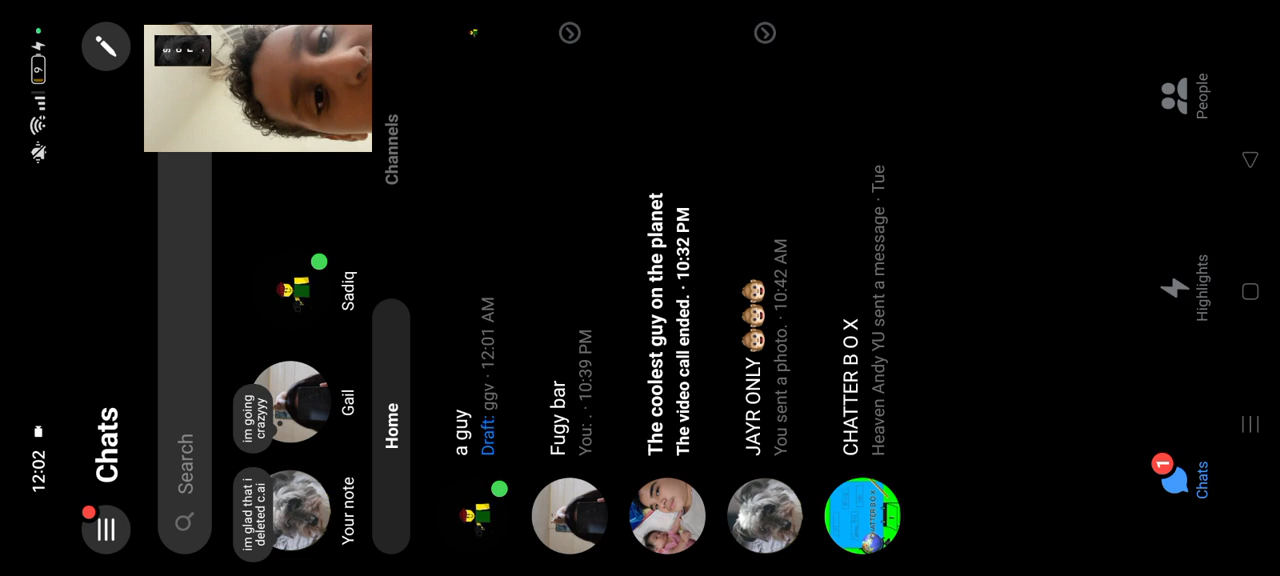 12:02
9
Chats
Search
im glad that i
deleted c.ai
im going
crazyyy
Your note
Gail
Sadiq
Home
Channels
a guy
Draft: ggv · 12:01 AM
Fugy bar
You: . · 10:39 PM
The coolest guy on the planet
The video call ended. · 10:32 PM
JAYR ONLY 🐵🐵🐵
You sent a photo. · 10:42 AM
CHATTER B O X
Heaven Andy YU sent a message · Tue
HATTER B O X
1
Chats
Highlights
People